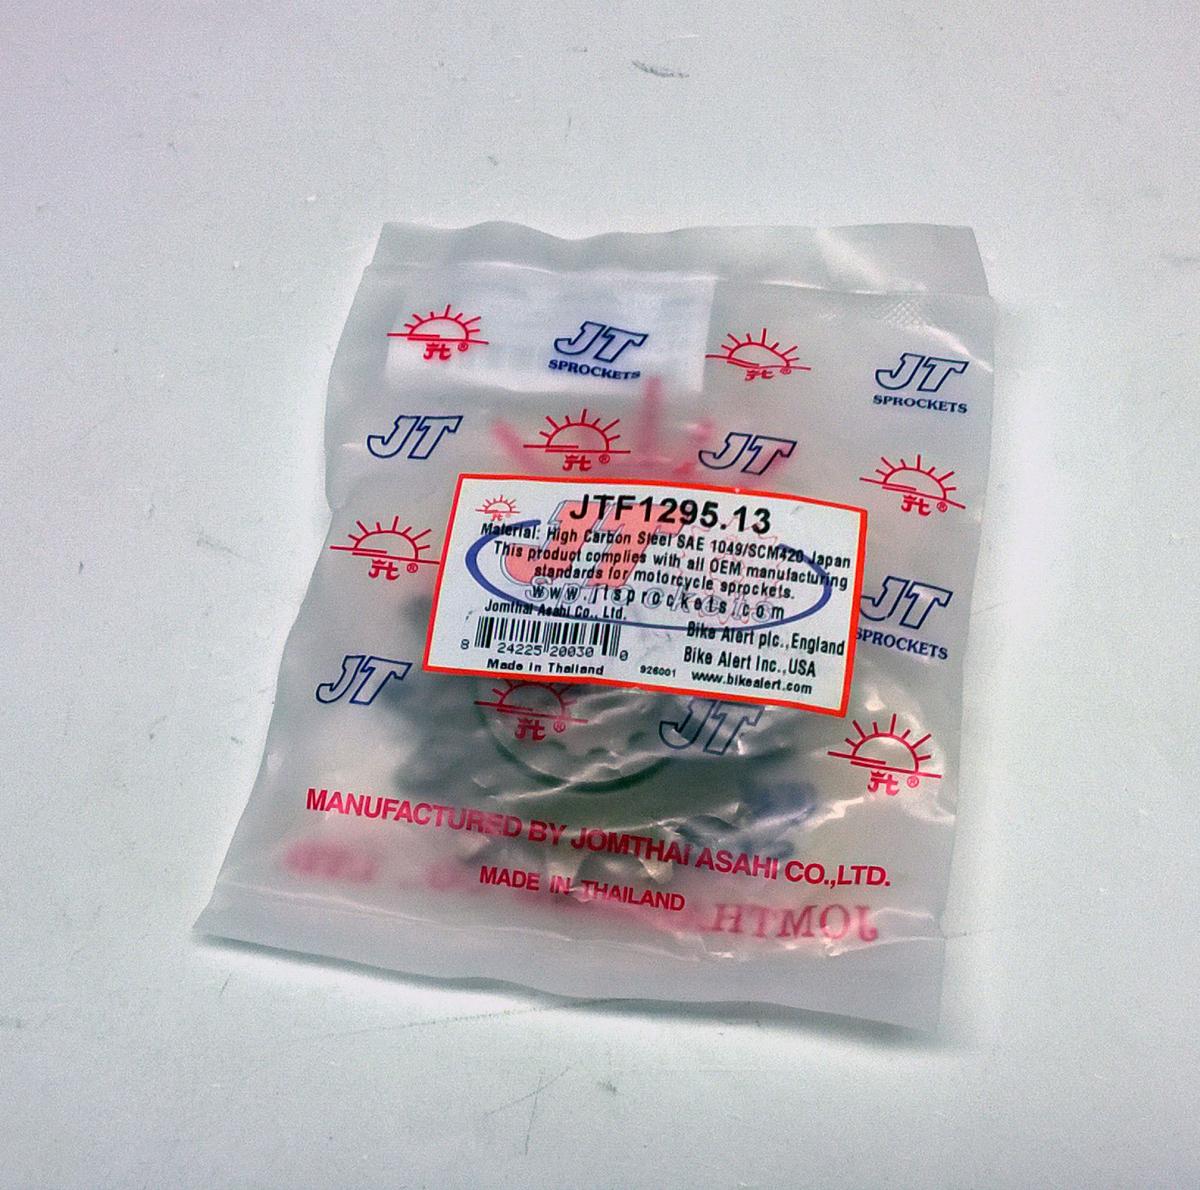 JT
SPROCKETS
JT
SPROCKETS
JT
JT
JTF1295.13
Material: High Carbon Steel SAE 1049/SCM420 Japan
This product complies with all OEM manufacturing
standards for motorcycle sprockets.
www.jtsprockets.com
Jomthai Asahi Co., Ltd.
Bike Alert plc.,England
8 24225 20030 0
Bike Alert Inc.,USA
Made in Thailand
926001
www.bikealert.com
JT
SPROCKETS
JT
JT
MANUFACTURED BY JOMTHAI ASAHI CO.,LTD.
MADE IN THAILAND
JOMTH